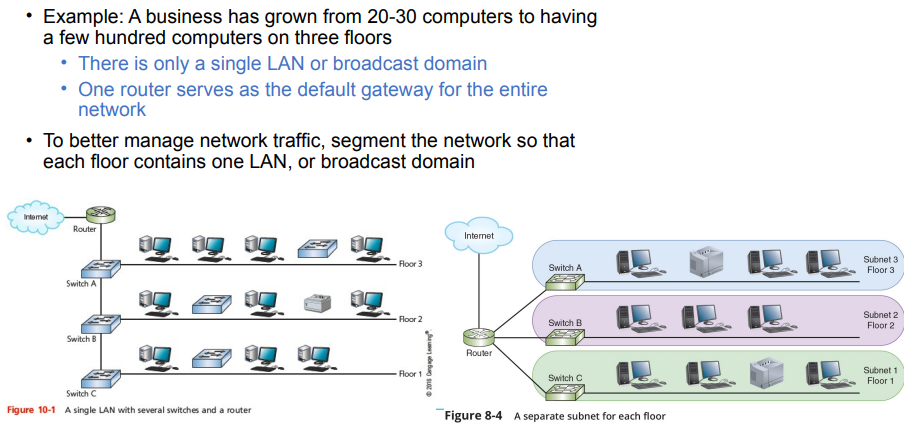 • Example: A business has grown from 20-30 computers to having
a few hundred computers on three floors
• There is only a single LAN or broadcast domain
• One router serves as the default gateway for the entire
network
• To better manage network traffic, segment the network so that
each floor contains one LAN, or broadcast domain
Internet
Router
Floor 3
Switch A
Floor 2
Switch B
Floor 1
Switch C
© 2016 Cengage Learning®
Figure 10-1 A single LAN with several switches and a router
Internet
Switch A
Subnet 3
Floor 3
Switch B
Subnet 2
Floor 2
Router
Switch C
Subnet 1
Floor 1
Figure 8-4 A separate subnet for each floor